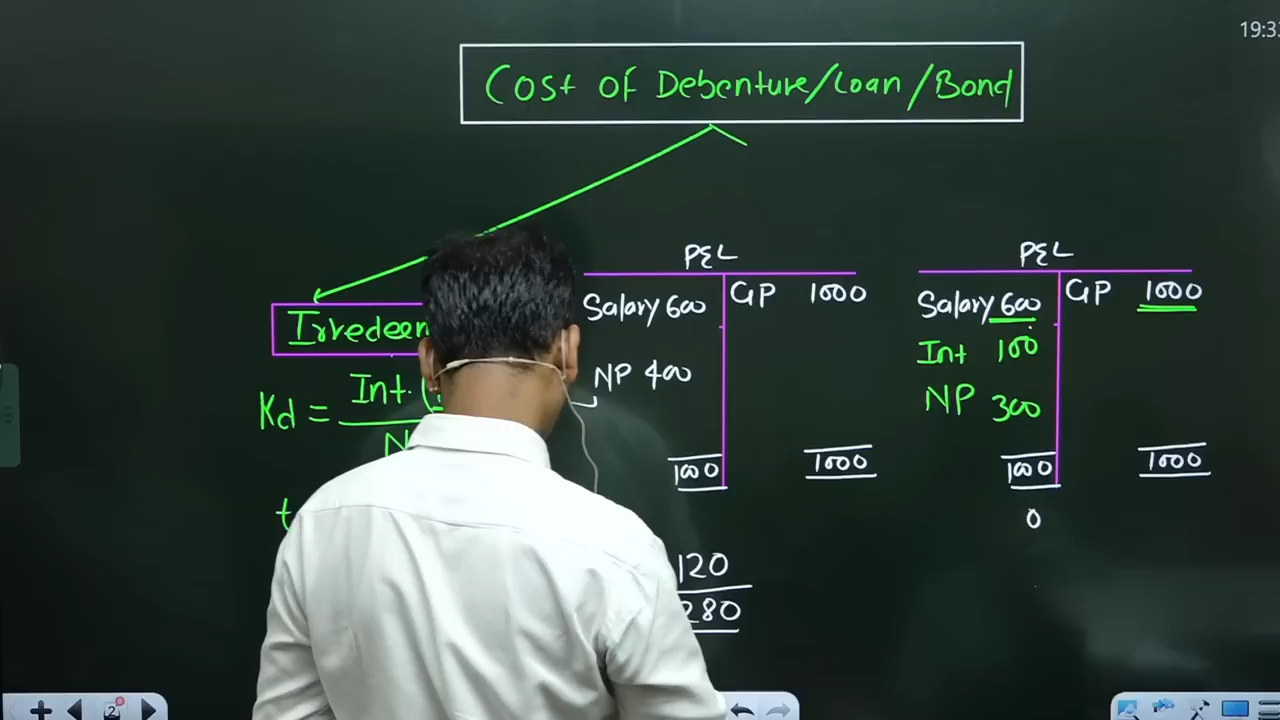 19:3
Cost of Debenture/Loan/Bond
P&L
Salary 600 GP 1000
NP 400
1000 1000
120
280
P&L
Salary 600 GP 1000
Int 100
NP 300
1000 1000
0
Kd = Int.
2